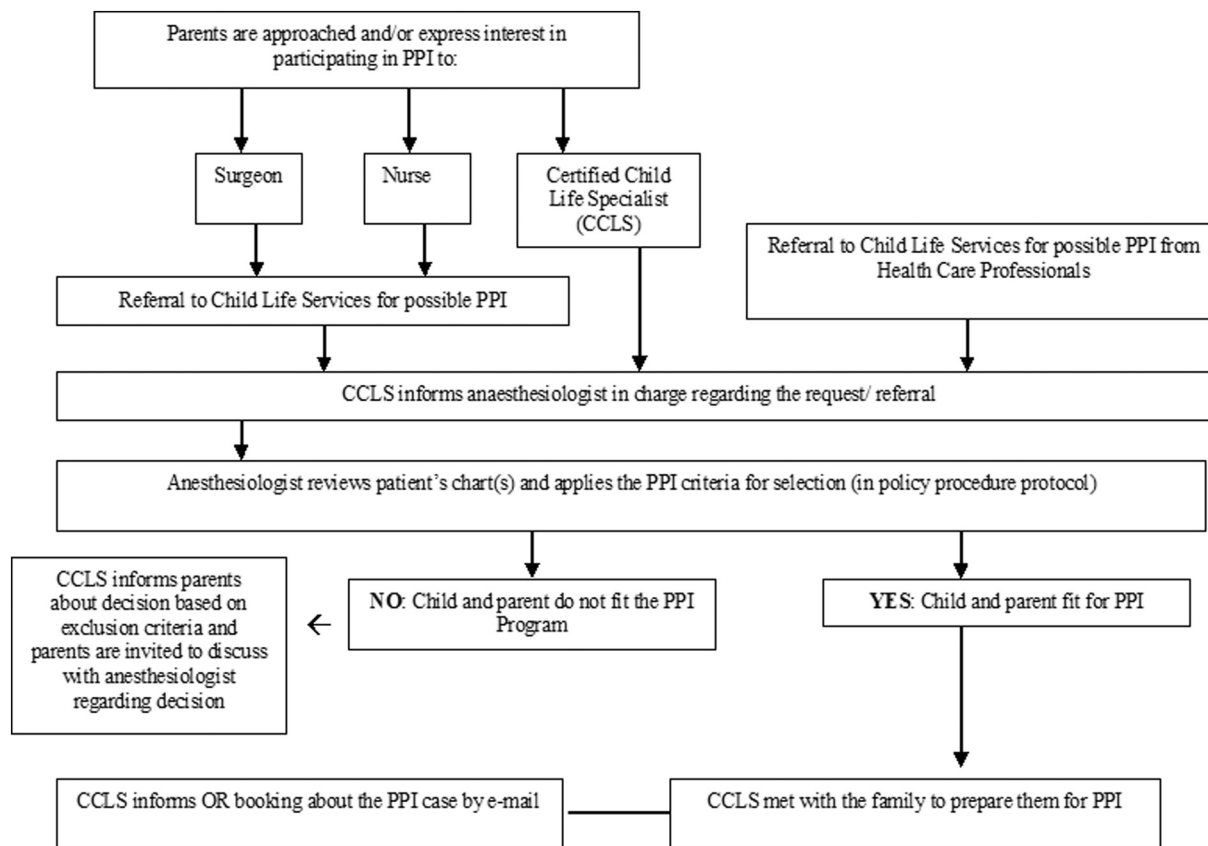 Parents are approached and/or express interest in
participating in PPI to:
Surgeon
Nurse
Certified Child
Life Specialist
(CCLS)
Referral to Child Life Services for possible PPI from
Health Care Professionals
Referral to Child Life Services for possible PPI
CCLS informs anaesthesiologist in charge regarding the request/ referral
Anesthesiologist reviews patient's chart(s) and applies the PPI criteria for selection (in policy procedure protocol)
CCLS informs parents
about decision based on
exclusion criteria and
parents are invited to discuss
with anesthesiologist
regarding decision
NO: Child and parent do not fit the PPI
Program
YES: Child and parent fit for PPI
CCLS informs OR booking about the PPI case by e-mail
CCLS met with the family to prepare them for PPI